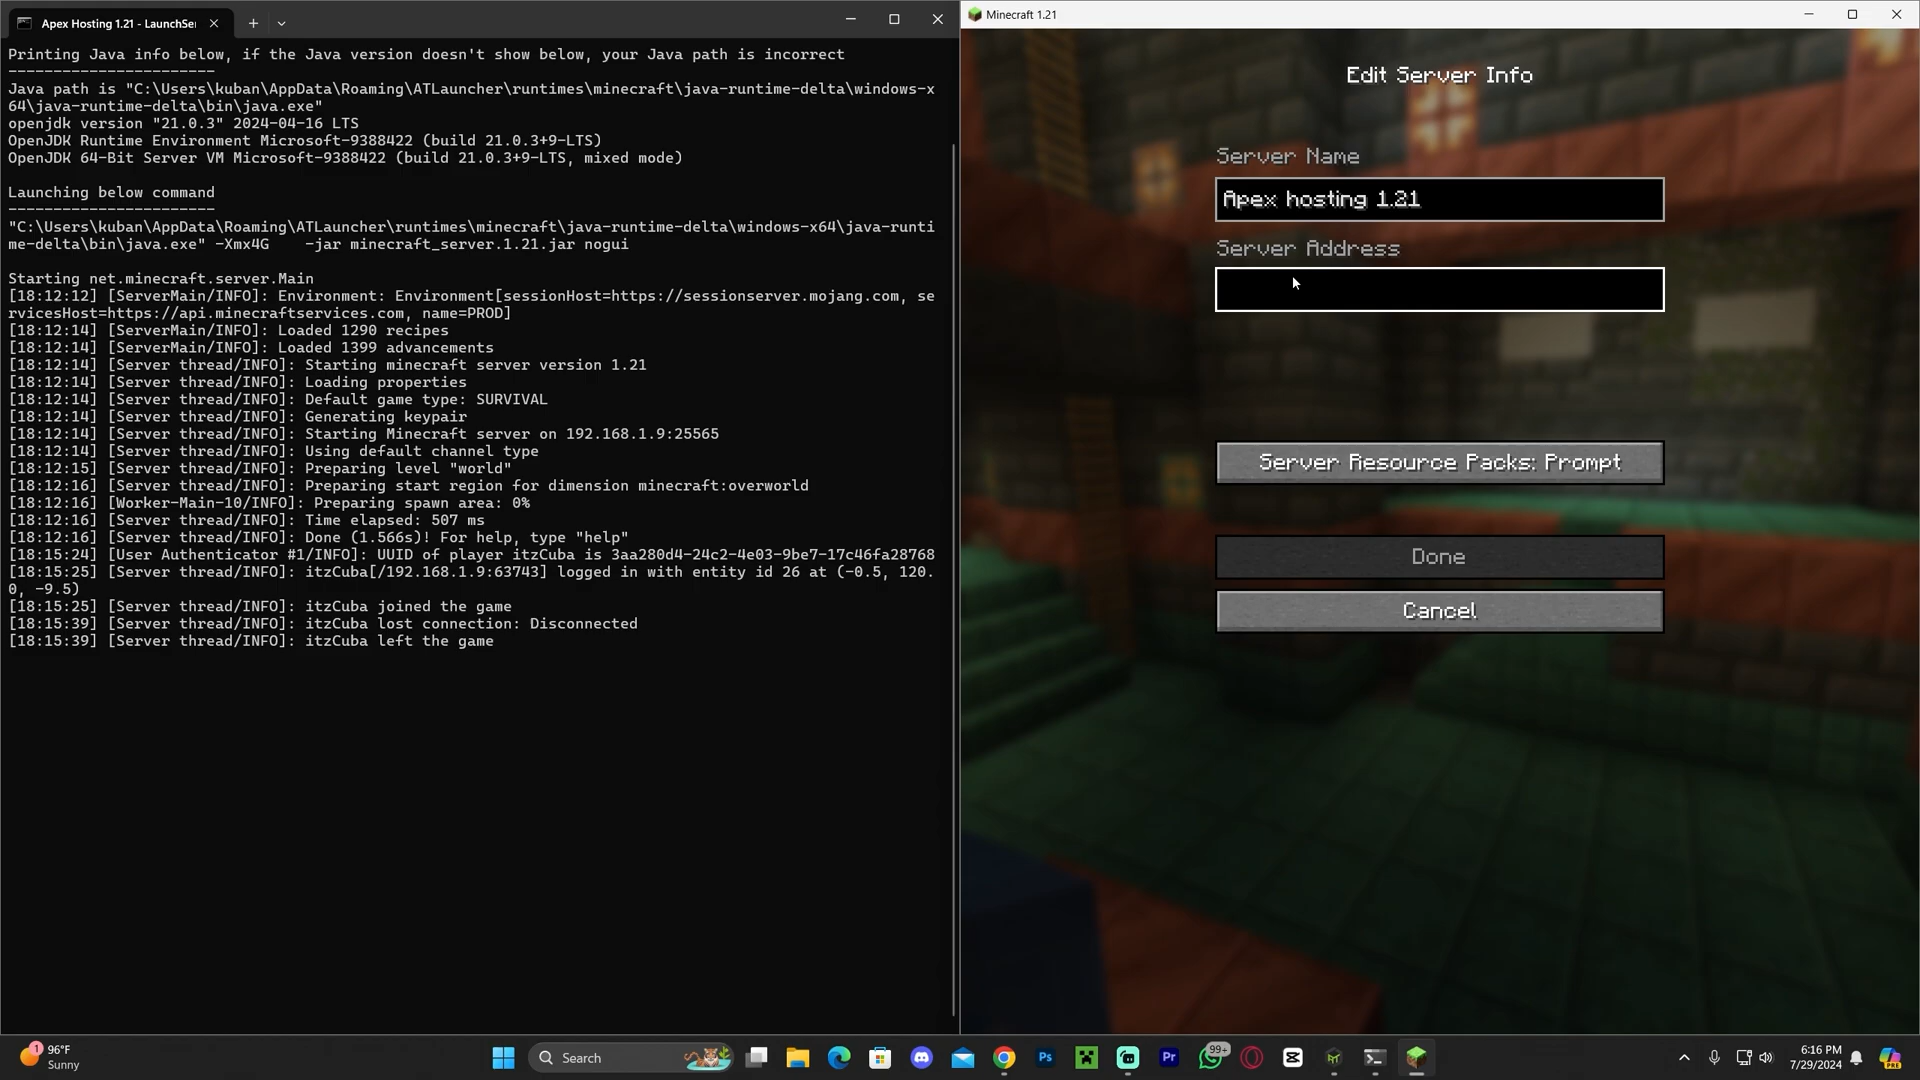 Apex Hosting 1.21 - LaunchSer
Printing Java info below, if the Java version doesn't show below, your Java path is incorrect
-----------------------
Java path is "C:\Users\kuban\AppData\Roaming\ATLauncher\runtimes\minecraft\java-runtime-delta\windows-x
64\java-runtime-delta\bin\java.exe"
openjdk version "21.0.3" 2024-04-16 LTS
OpenJDK Runtime Environment Microsoft-9388422 (build 21.0.3+9-LTS)
OpenJDK 64-Bit Server VM Microsoft-9388422 (build 21.0.3+9-LTS, mixed mode)
Launching below command
-----------------------
"C:\Users\kuban\AppData\Roaming\ATLauncher\runtimes\minecraft\java-runtime-delta\windows-x64\java-runti
me-delta\bin\java.exe" -Xmx4G    -jar minecraft_server.1.21.jar nogui
Starting net.minecraft.server.Main
[18:12:12] [ServerMain/INFO]: Environment: Environment[sessionHost=https://sessionserver.mojang.com, se
rvicesHost=https://api.minecraftservices.com, name=PROD]
[18:12:14] [ServerMain/INFO]: Loaded 1290 recipes
[18:12:14] [ServerMain/INFO]: Loaded 1399 advancements
[18:12:14] [Server thread/INFO]: Starting minecraft server version 1.21
[18:12:14] [Server thread/INFO]: Loading properties
[18:12:14] [Server thread/INFO]: Default game type: SURVIVAL
[18:12:14] [Server thread/INFO]: Generating keypair
[18:12:14] [Server thread/INFO]: Starting Minecraft server on 192.168.1.9:25565
[18:12:14] [Server thread/INFO]: Using default channel type
[18:12:15] [Server thread/INFO]: Preparing level "world"
[18:12:16] [Server thread/INFO]: Preparing start region for dimension minecraft:overworld
[18:12:16] [Worker-Main-10/INFO]: Preparing spawn area: 0%
[18:12:16] [Server thread/INFO]: Time elapsed: 507 ms
[18:12:16] [Server thread/INFO]: Done (1.566s)! For help, type "help"
[18:15:24] [User Authenticator #1/INFO]: UUID of player itzCuba is 3aa280d4-24c2-4e03-9be7-17c46fa28768
[18:15:25] [Server thread/INFO]: itzCuba[/192.168.1.9:63743] logged in with entity id 26 at (-0.5, 120.
0, -9.5)
[18:15:25] [Server thread/INFO]: itzCuba joined the game
[18:15:39] [Server thread/INFO]: itzCuba lost connection: Disconnected
[18:15:39] [Server thread/INFO]: itzCuba left the game
Minecraft 1.21
Edit Server Info
Server Name
Apex hosting 1.21
Server Address
Server Resource Packs: Prompt
Done
Cancel
1
96°F
Sunny
Search
Ps
Pr
99+
PRE
6:16 PM
7/29/2024